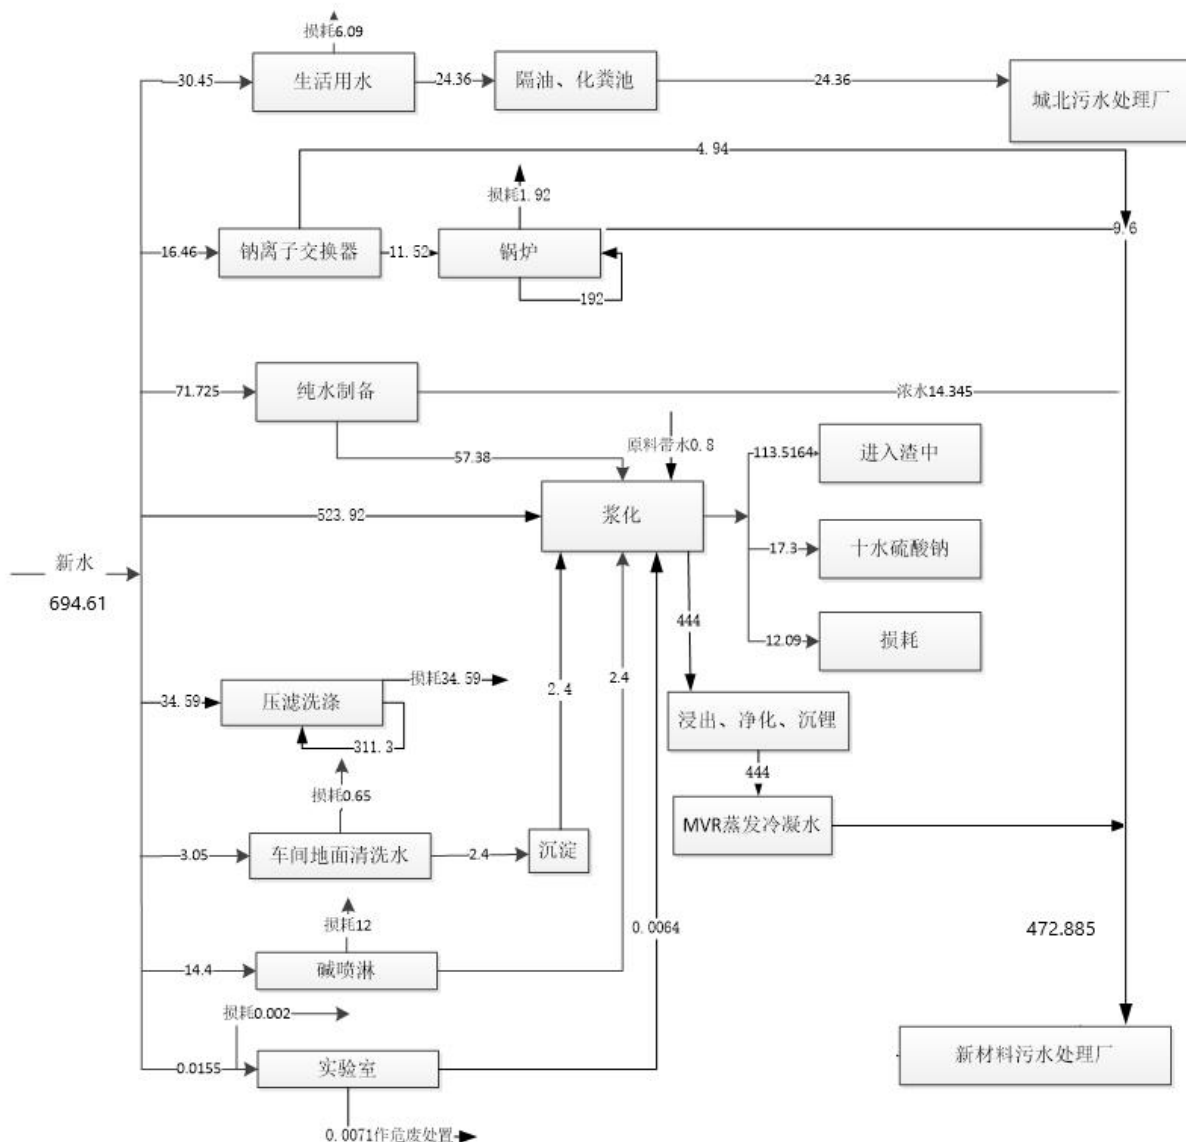 损耗6.09
30.45
生活用水
24.36
隔油、化粪池
24.36
城北污水处理厂
4.94
损耗1.92
16.46
钠离子交换器
11.52
锅炉
9.6
192
71.725
纯水制备
浓水14.345
57.38
原料带水0.8
113.5164
进入渣中
523.92
浆化
17.3
十水硫酸钠
新水
694.61
444
12.09
损耗
34.59
压滤洗涤
损耗34.59
311.3
2.4
2.4
浸出、净化、沉锂
444
损耗0.65
MVR蒸发冷凝水
3.05
车间地面清洗水
2.4
沉淀
损耗12
0.0064
472.885
14.4
碱喷淋
损耗0.002
0.0155
实验室
新材料污水处理厂
0.0071作危废处置